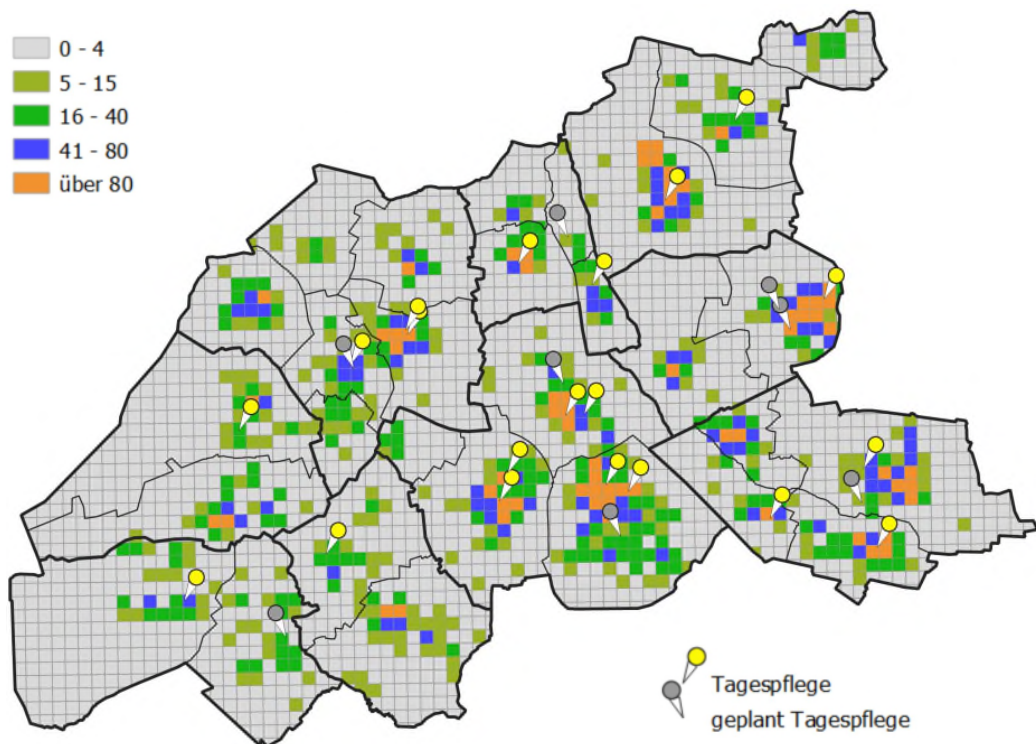 0 - 4
5 - 15
16 - 40
41 - 80
über 80
Tagespflege
geplant Tagespflege